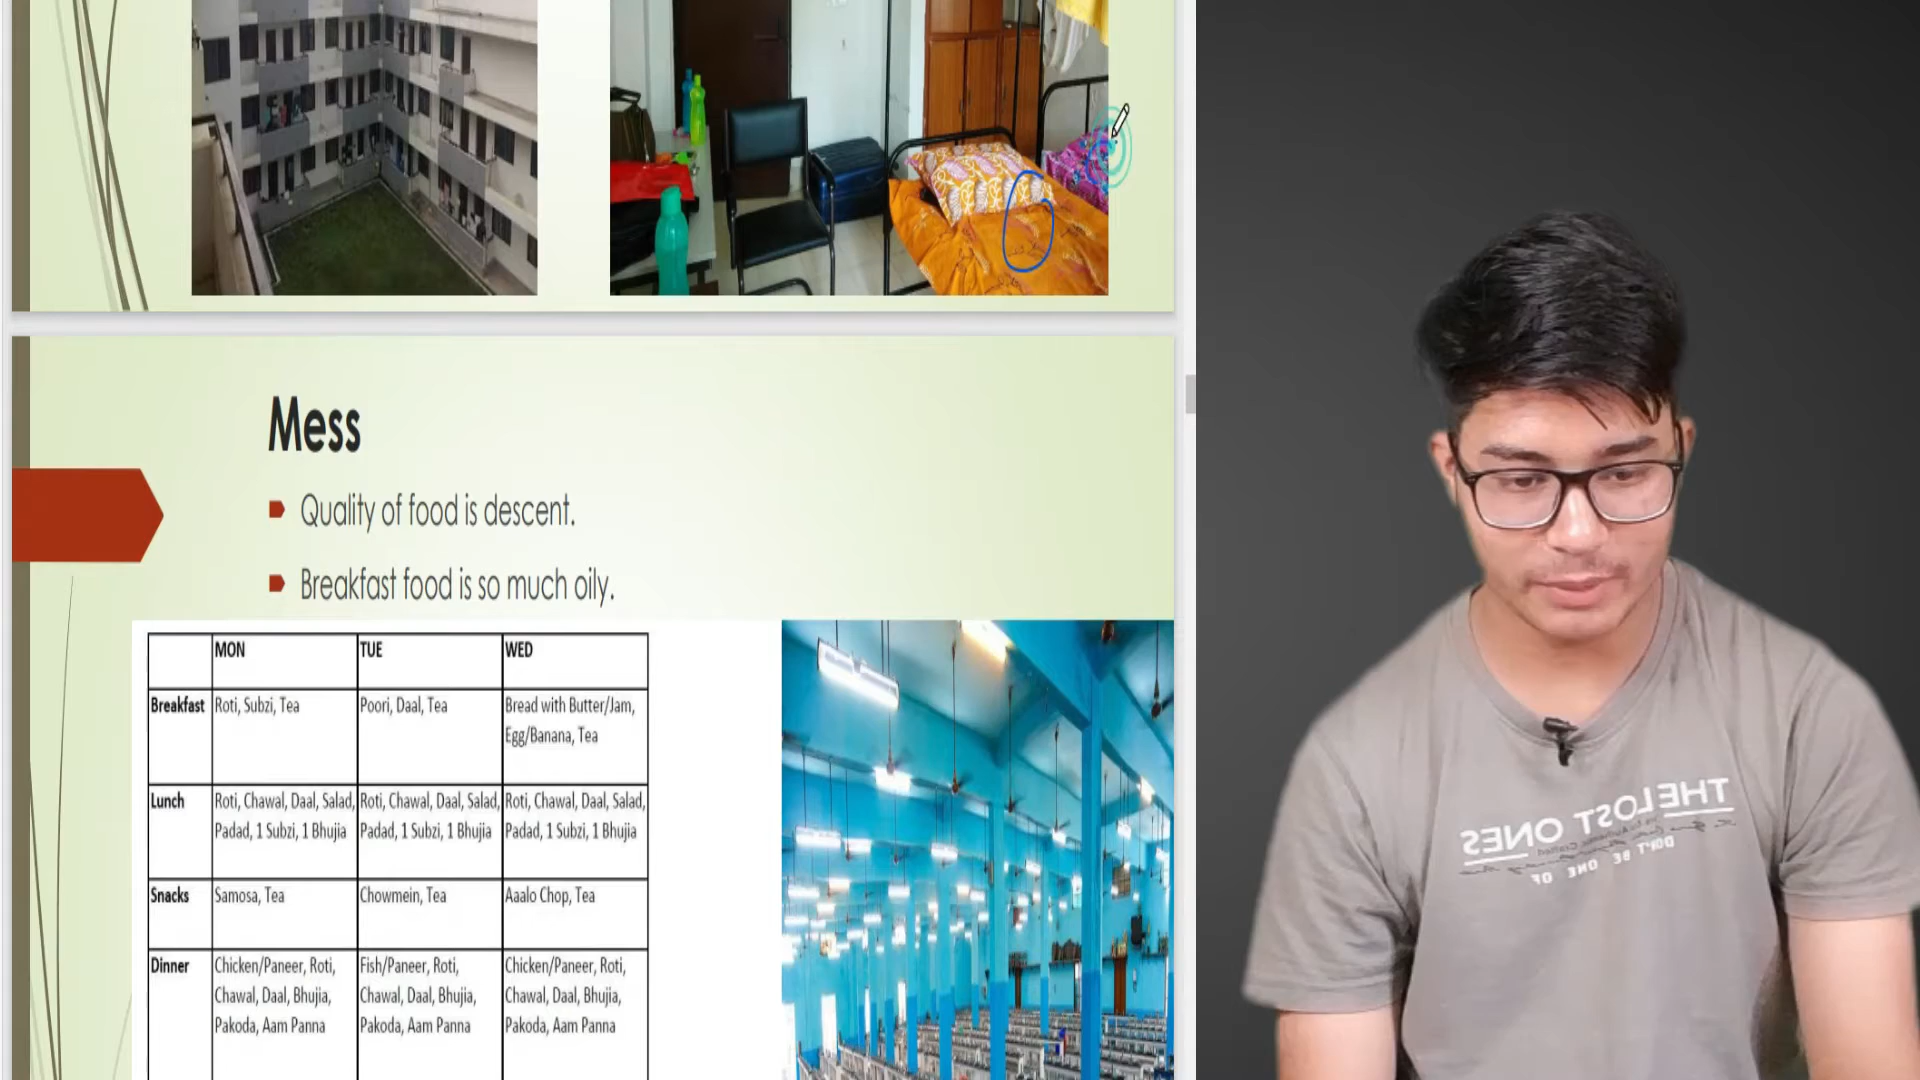 Mess
Quality of food is descent.
Breakfast food is so much oily.
MON TUE WED
Breakfast Roti, Subzi, Tea Poori, Daal, Tea Bread with Butter/Jam,
Egg/Banana, Tea
Lunch Roti, Chawal, Daal, Salad, Roti, Chawal, Daal, Salad, Roti, Chawal, Daal, Salad,
Padad, 1 Subzi, 1 Bhujia Padad, 1 Subzi, 1 Bhujia Padad, 1 Subzi, 1 Bhujia
Snacks Samosa, Tea Chowmein, Tea Aaalo Chop, Tea
Dinner Chicken/Paneer, Roti, Fish/Paneer, Roti, Chicken/Paneer, Roti,
Chawal, Daal, Bhujia, Chawal, Daal, Bhujia, Chawal, Daal, Bhujia,
Pakoda, Aam Panna Pakoda, Aam Panna Pakoda, Aam Panna
THE LOST ONES
DON'T BE ONE OF